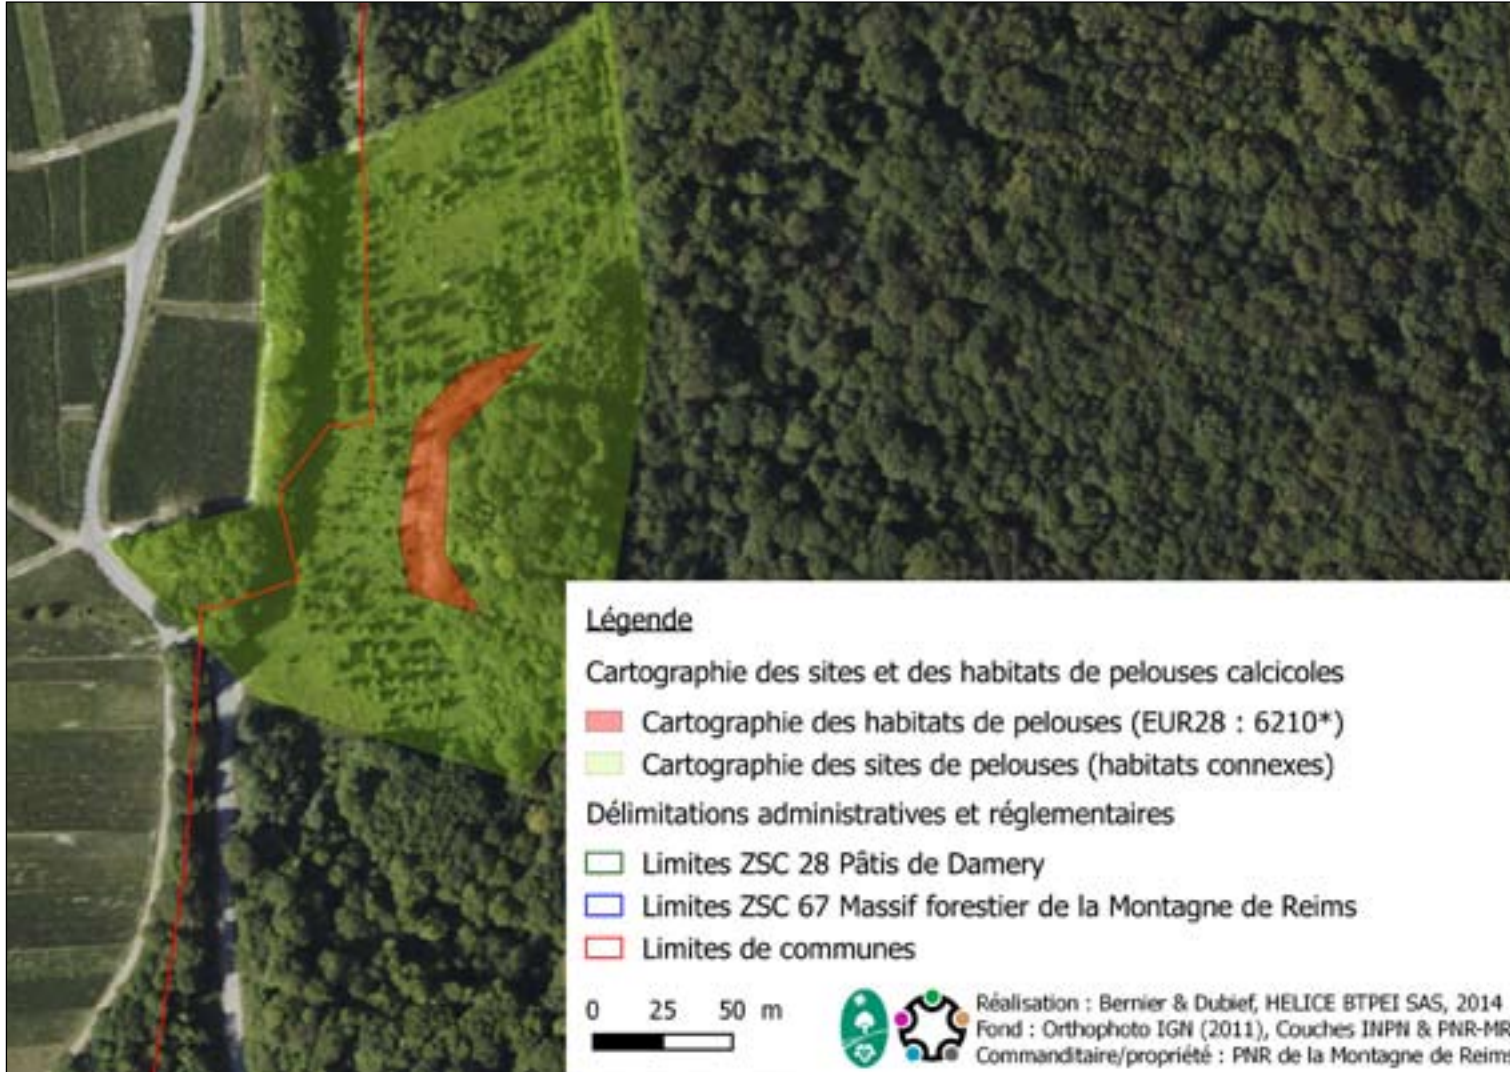 Légende
Cartographie des sites et des habitats de pelouses calcicoles
Cartographie des habitats de pelouses (EUR28 : 6210*)
Cartographie des sites de pelouses (habitats connexes)
Délimitations administratives et réglementaires
Limites ZSC 28 Pâtis de Damery
Limites ZSC 67 Massif forestier de la Montagne de Reims
Limites de communes
0 25 50 m
Réalisation : Bernier & Dubief, HELICE BTPEI SAS, 2014
Fond : Orthophoto IGN (2011), Couches INPN & PNR-MR
Commanditaire/propriété : PNR de la Montagne de Reims